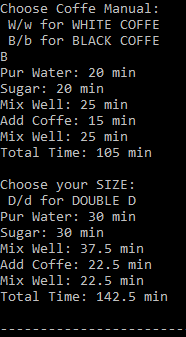 Choose Coffe Manual:
W/w for WHITE COFFE
B/b for BLACK COFFE
B
Pur Water: 20 min
Sugar: 20 min
Mix Well: 25 min
Add Coffe: 15 min
Mix Well: 25 min
Total Time: 105 min
Choose your SIZE:
D/d for DOUBLE D
Pur Water: 30 min
Sugar: 30 min
Mix Well: 37.5 min
Add Coffe: 22.5 min
Mix Well: 22.5 min
Total Time: 142.5 min
-----------------------